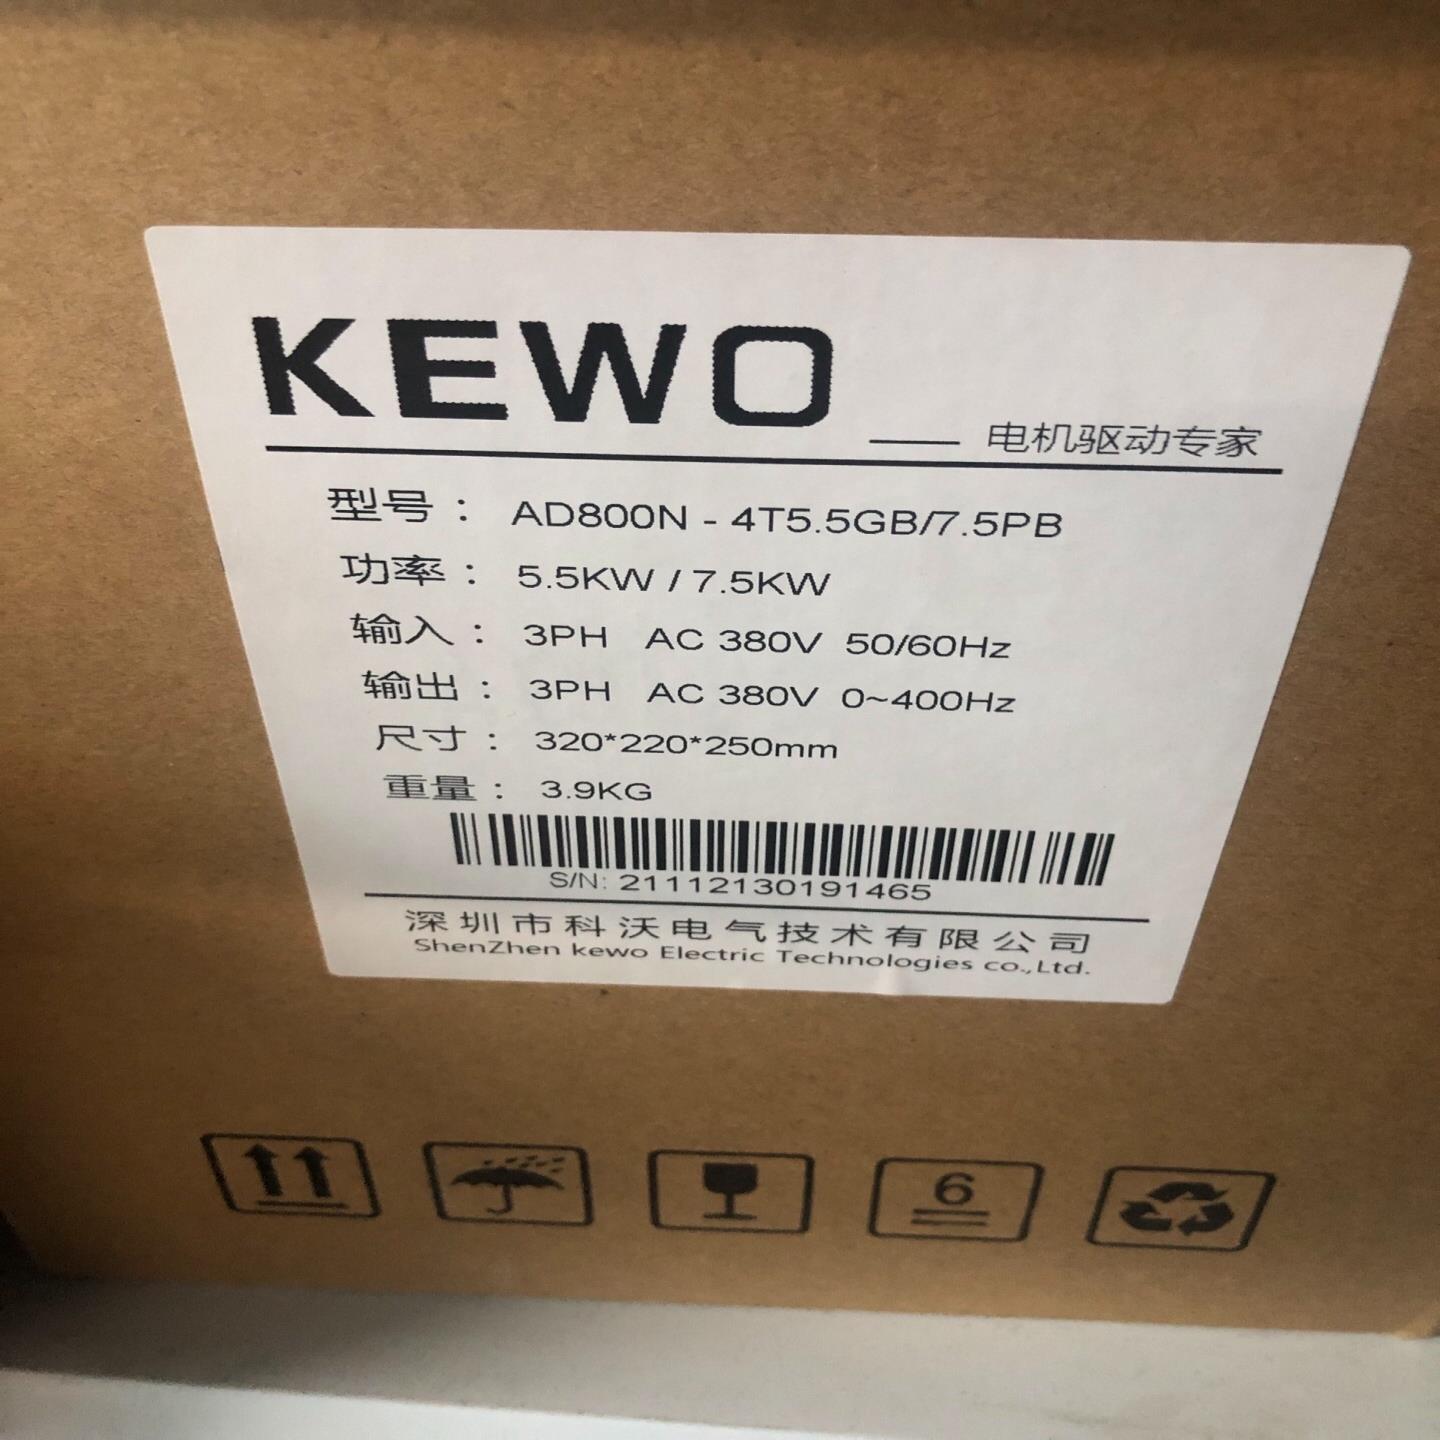 KEWO
—— 电机驱动专家
型号： AD800N - 4T5.5GB/7.5PB
功率： 5.5KW / 7.5KW
输入： 3PH AC 380V 50/60Hz
输出： 3PH AC 380V 0~400Hz
尺寸： 320*220*250mm
重量： 3.9KG
S/N: 21112130191465
深圳市科沃电气技术有限公司
ShenZhen kewo Electric Technologies co.,Ltd.
6